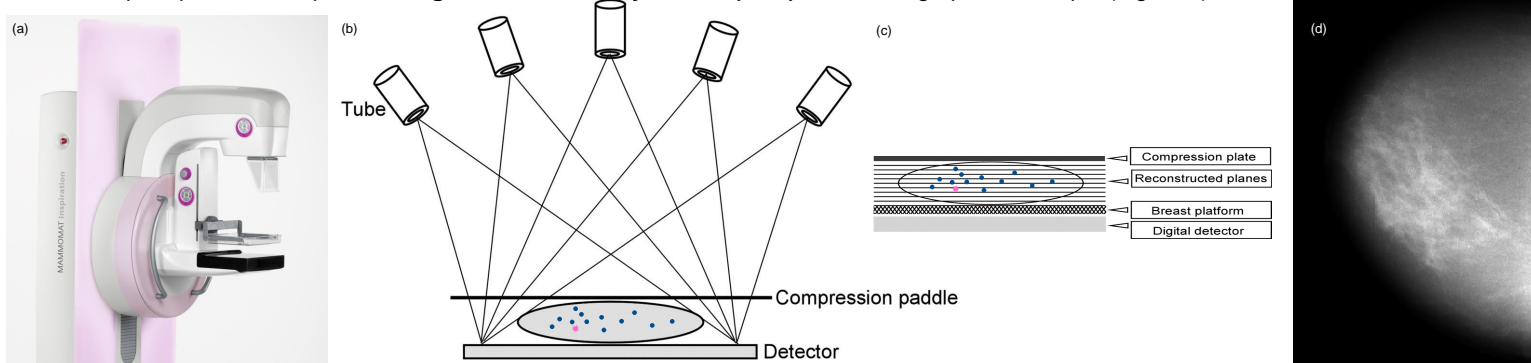 (a)
MAMMOMAT Inspiration
(b)
Tube
Compression paddle
Detector
(c)
Compression plate
Reconstructed planes
Breast platform
Digital detector
(d)